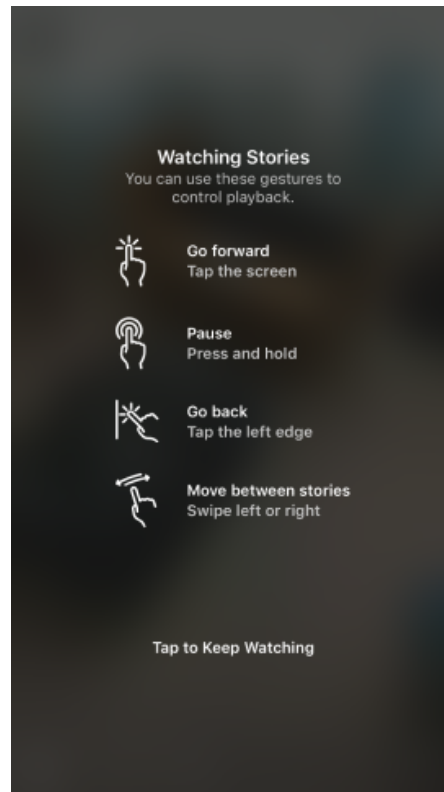 Watching Stories
You can use these gestures to
control playback.
Go forward
Tap the screen
Pause
Press and hold
Go back
Tap the left edge
Move between stories
Swipe left or right
Tap to Keep Watching